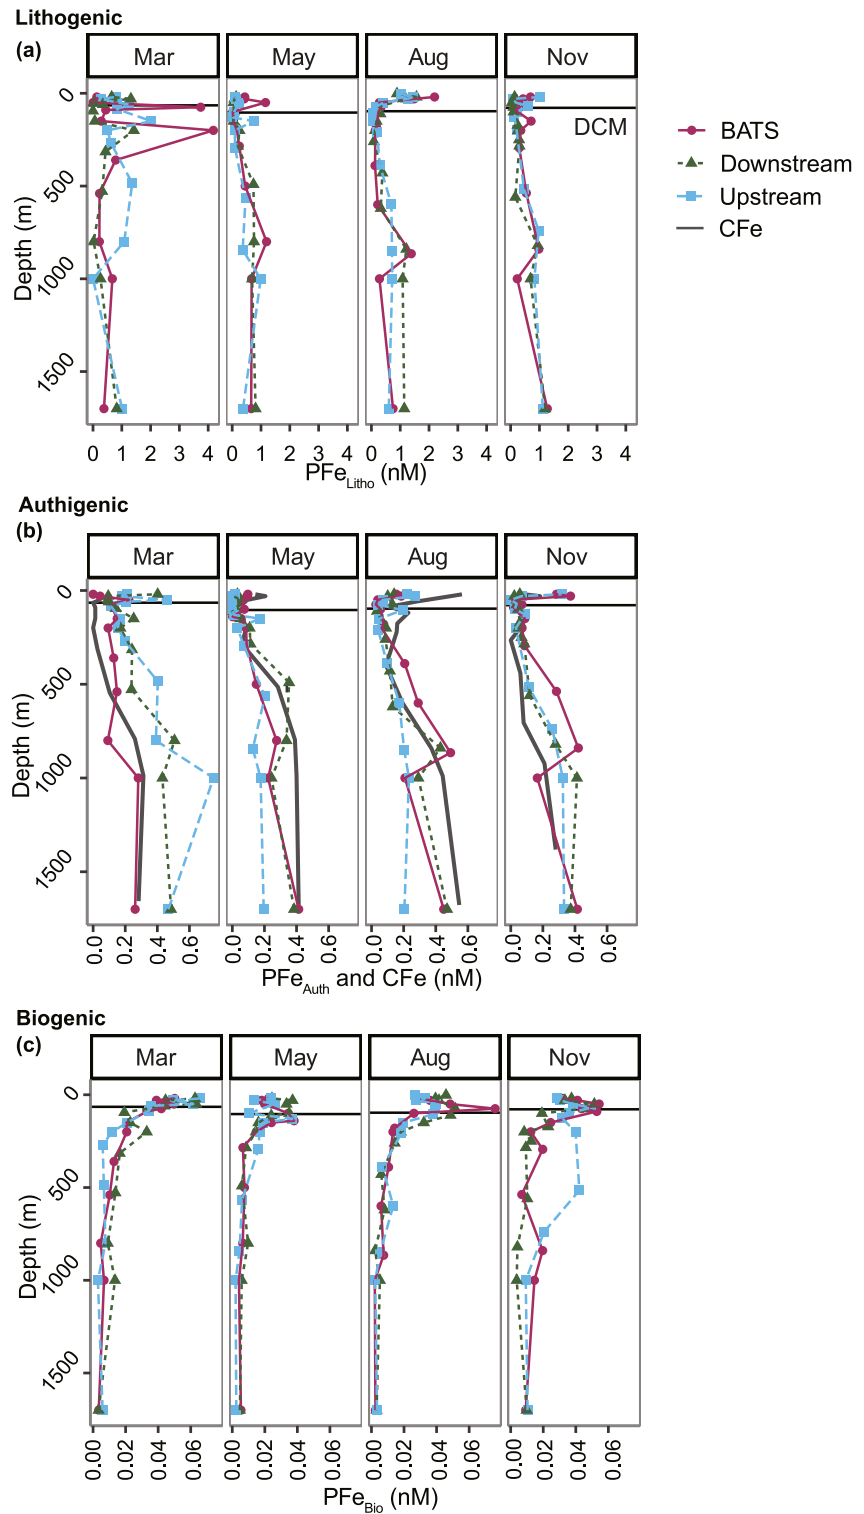 Lithogenic
(a)
Mar May Aug Nov
0
500
1000
1500
Depth (m)
DCM
BATS
Downstream
Upstream
CFe
0 1 2 3 4 0 1 2 3 4 0 1 2 3 4 0 1 2 3 4
PFeLitho (nM)
Authigenic
(b)
Mar May Aug Nov
0
500
1000
1500
Depth (m)
0.0 0.2 0.4 0.6 0.0 0.2 0.4 0.6 0.0 0.2 0.4 0.6 0.0 0.2 0.4 0.6
PFeAuth and CFe (nM)
Biogenic
(c)
Mar May Aug Nov
0
500
1000
1500
Depth (m)
0.00 0.02 0.04 0.06 0.00 0.02 0.04 0.06 0.00 0.02 0.04 0.06 0.00 0.02 0.04 0.06
PFeBio (nM)